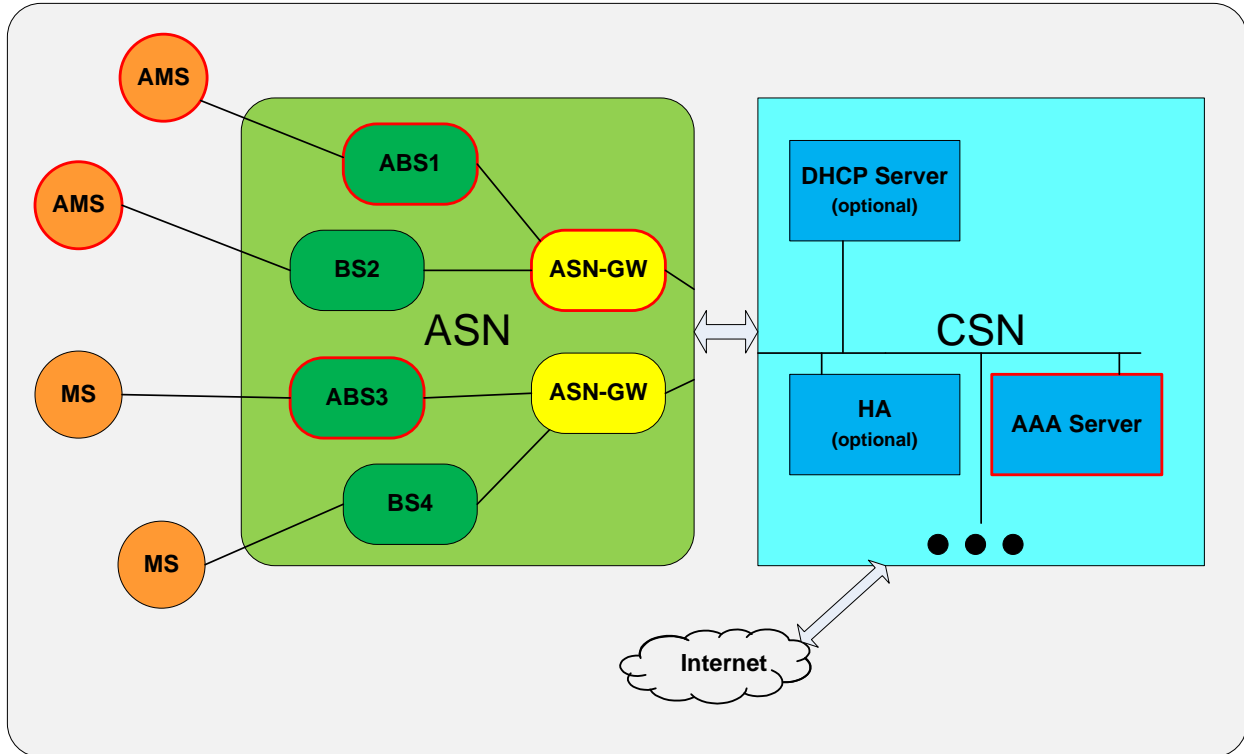 AMS
ABS1
DHCP Server
(optional)
AMS
BS2
ASN-GW
ASN
CSN
MS
ABS3
ASN-GW
HA
(optional)
AAA Server
BS4
MS
Internet